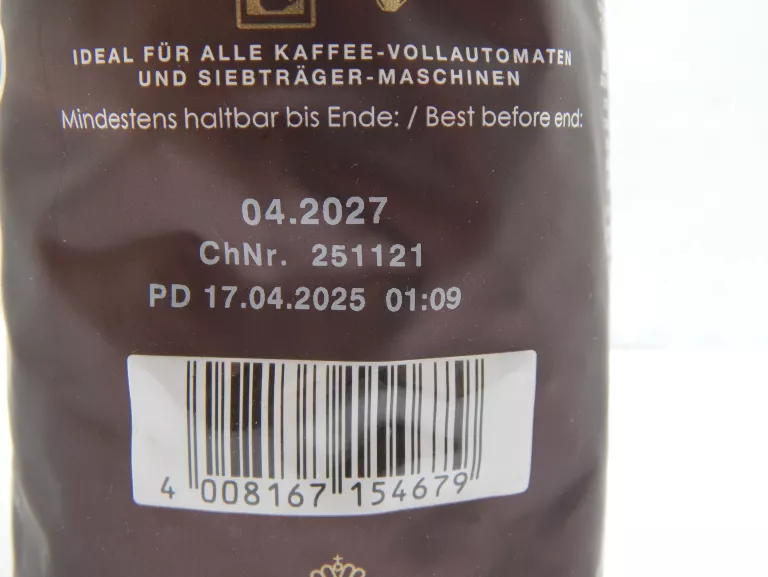 IDEAL FÜR ALLE KAFFEE-VOLLAUTOMATEN
UND SIEBTRÄGER-MASCHINEN
Mindestens haltbar bis Ende: / Best before end:
04.2027
ChNr. 251121
PD 17.04.2025 01:09
4 008167 154679